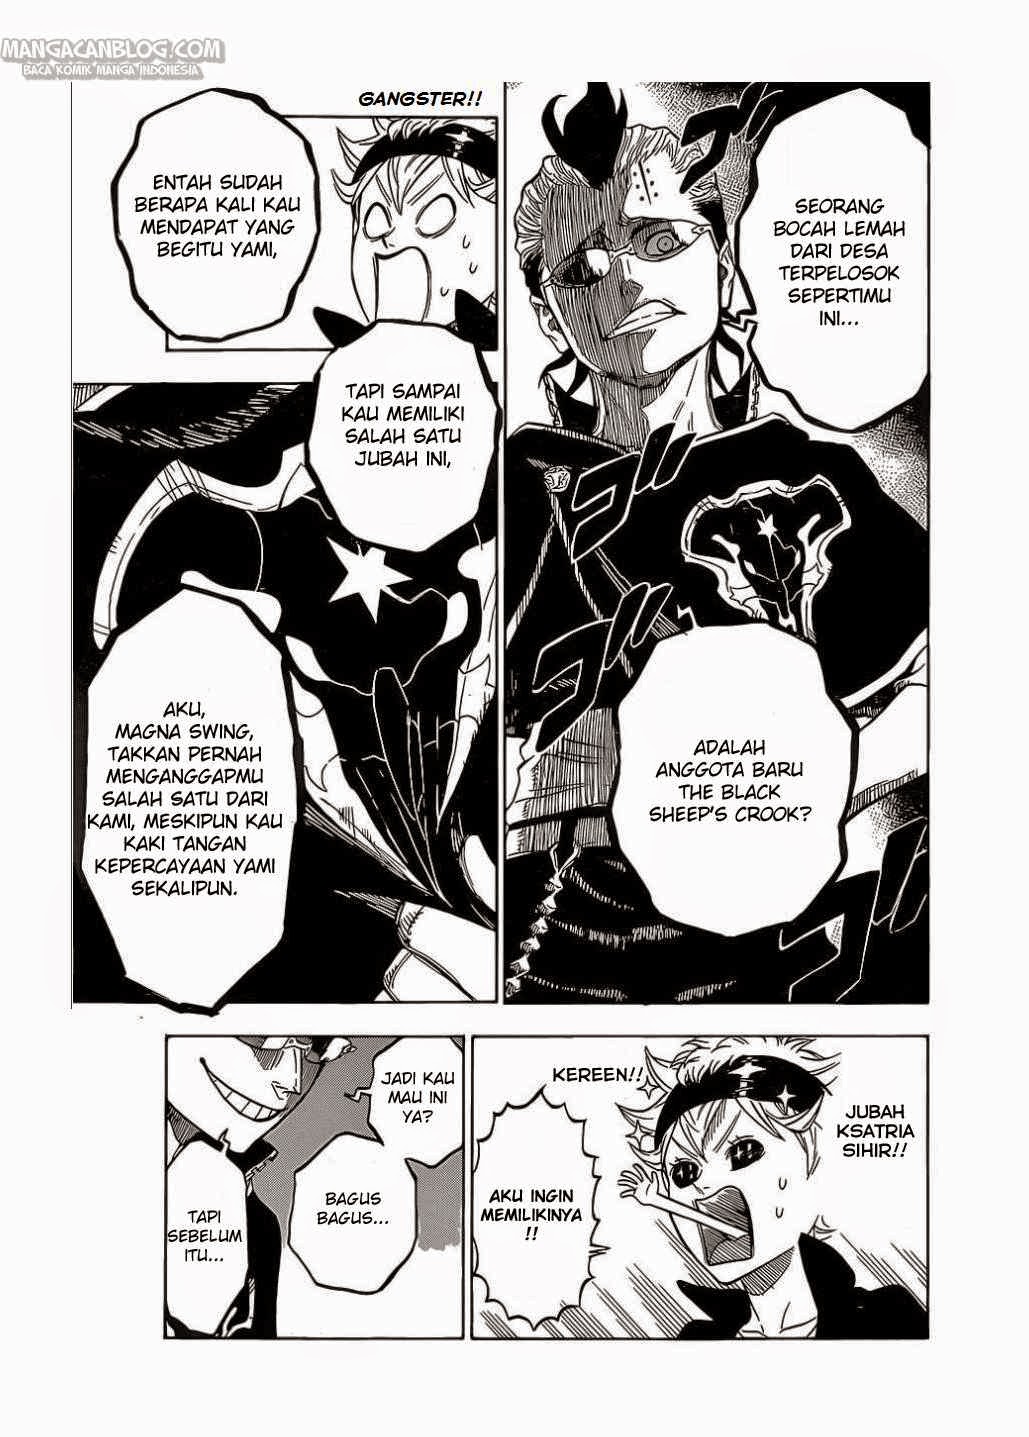 MANGACANBLOG.COM
BACA KOMIK MANGA INDONESIA
SEORANG
BOCAH LEMAH
DARI DESA
TERPELOSOK
SEPERTIMU
INI...
ゴゴ
ADALAH
ANGGOTA BARU
THE BLACK
SHEEP'S CROOK?
GANGSTER!!
ENTAH SUDAH
BERAPA KALI KAU
MENDAPAT YANG
BEGITU YAMI,
TAPI SAMPAI
KAU MEMILIKI
SALAH SATU
JUBAH INI,
AKU,
MAGNA SWING,
TAKKAN PERNAH
MENGANGGAPMU
SALAH SATU DARI
KAMI, MESKIPUN KAU
KAKI TANGAN
KEPERCAYAAN YAMI
SEKALIPUN.
KEREEN!!
JUBAH
KSATRIA
SIHIR!!
AKU INGIN
MEMILIKINYA
!!
JADI KAU
MAU INI
YA?
BAGUS
BAGUS...
TAPI
SEBELUM
ITU...